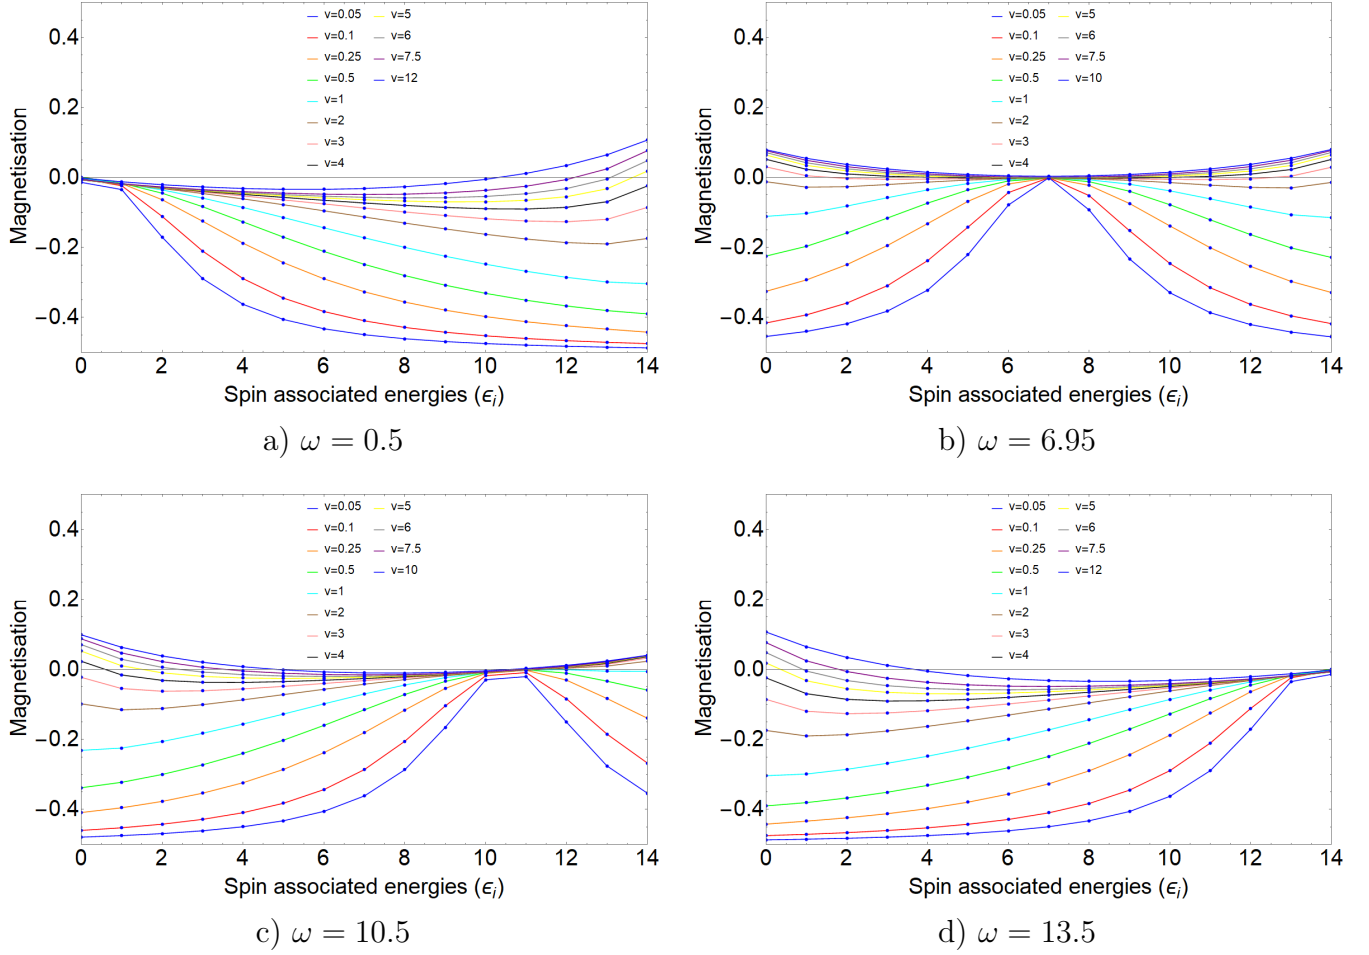 0.4
0.2
0.0
−0.2
−0.4
Magnetisation
v=0.05 v=5
v=0.1 v=6
v=0.25 v=7.5
v=0.5 v=12
v=1
v=2
v=3
v=4
0 2 4 6 8 10 12 14
Spin associated energies (ϵi)
a) ω = 0.5
0.4
0.2
0.0
−0.2
−0.4
Magnetisation
v=0.05 v=5
v=0.1 v=6
v=0.25 v=7.5
v=0.5 v=10
v=1
v=2
v=3
v=4
0 2 4 6 8 10 12 14
Spin associated energies (ϵi)
b) ω = 6.95
0.4
0.2
0.0
−0.2
−0.4
Magnetisation
v=0.05 v=5
v=0.1 v=6
v=0.25 v=7.5
v=0.5 v=10
v=1
v=2
v=3
v=4
0 2 4 6 8 10 12 14
Spin associated energies (ϵi)
c) ω = 10.5
0.4
0.2
0.0
−0.2
−0.4
Magnetisation
v=0.05 v=5
v=0.1 v=6
v=0.25 v=7.5
v=0.5 v=12
v=1
v=2
v=3
v=4
0 2 4 6 8 10 12 14
Spin associated energies (ϵi)
d) ω = 13.5